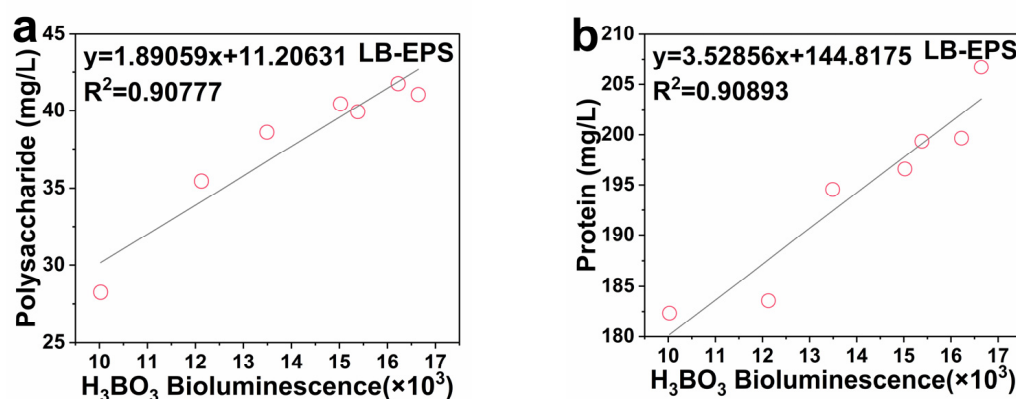 a
y=1.89059x+11.20631 LB-EPS
R²=0.90777
Polysaccharide (mg/L)
45
40
35
30
25
10 11 12 13 14 15 16 17
H₃BO₃ Bioluminescence(×10³)
b
y=3.52856x+144.8175 LB-EPS
R²=0.90893
Protein (mg/L)
210
205
200
195
190
185
180
10 11 12 13 14 15 16 17
H₃BO₃ Bioluminescence(×10³)